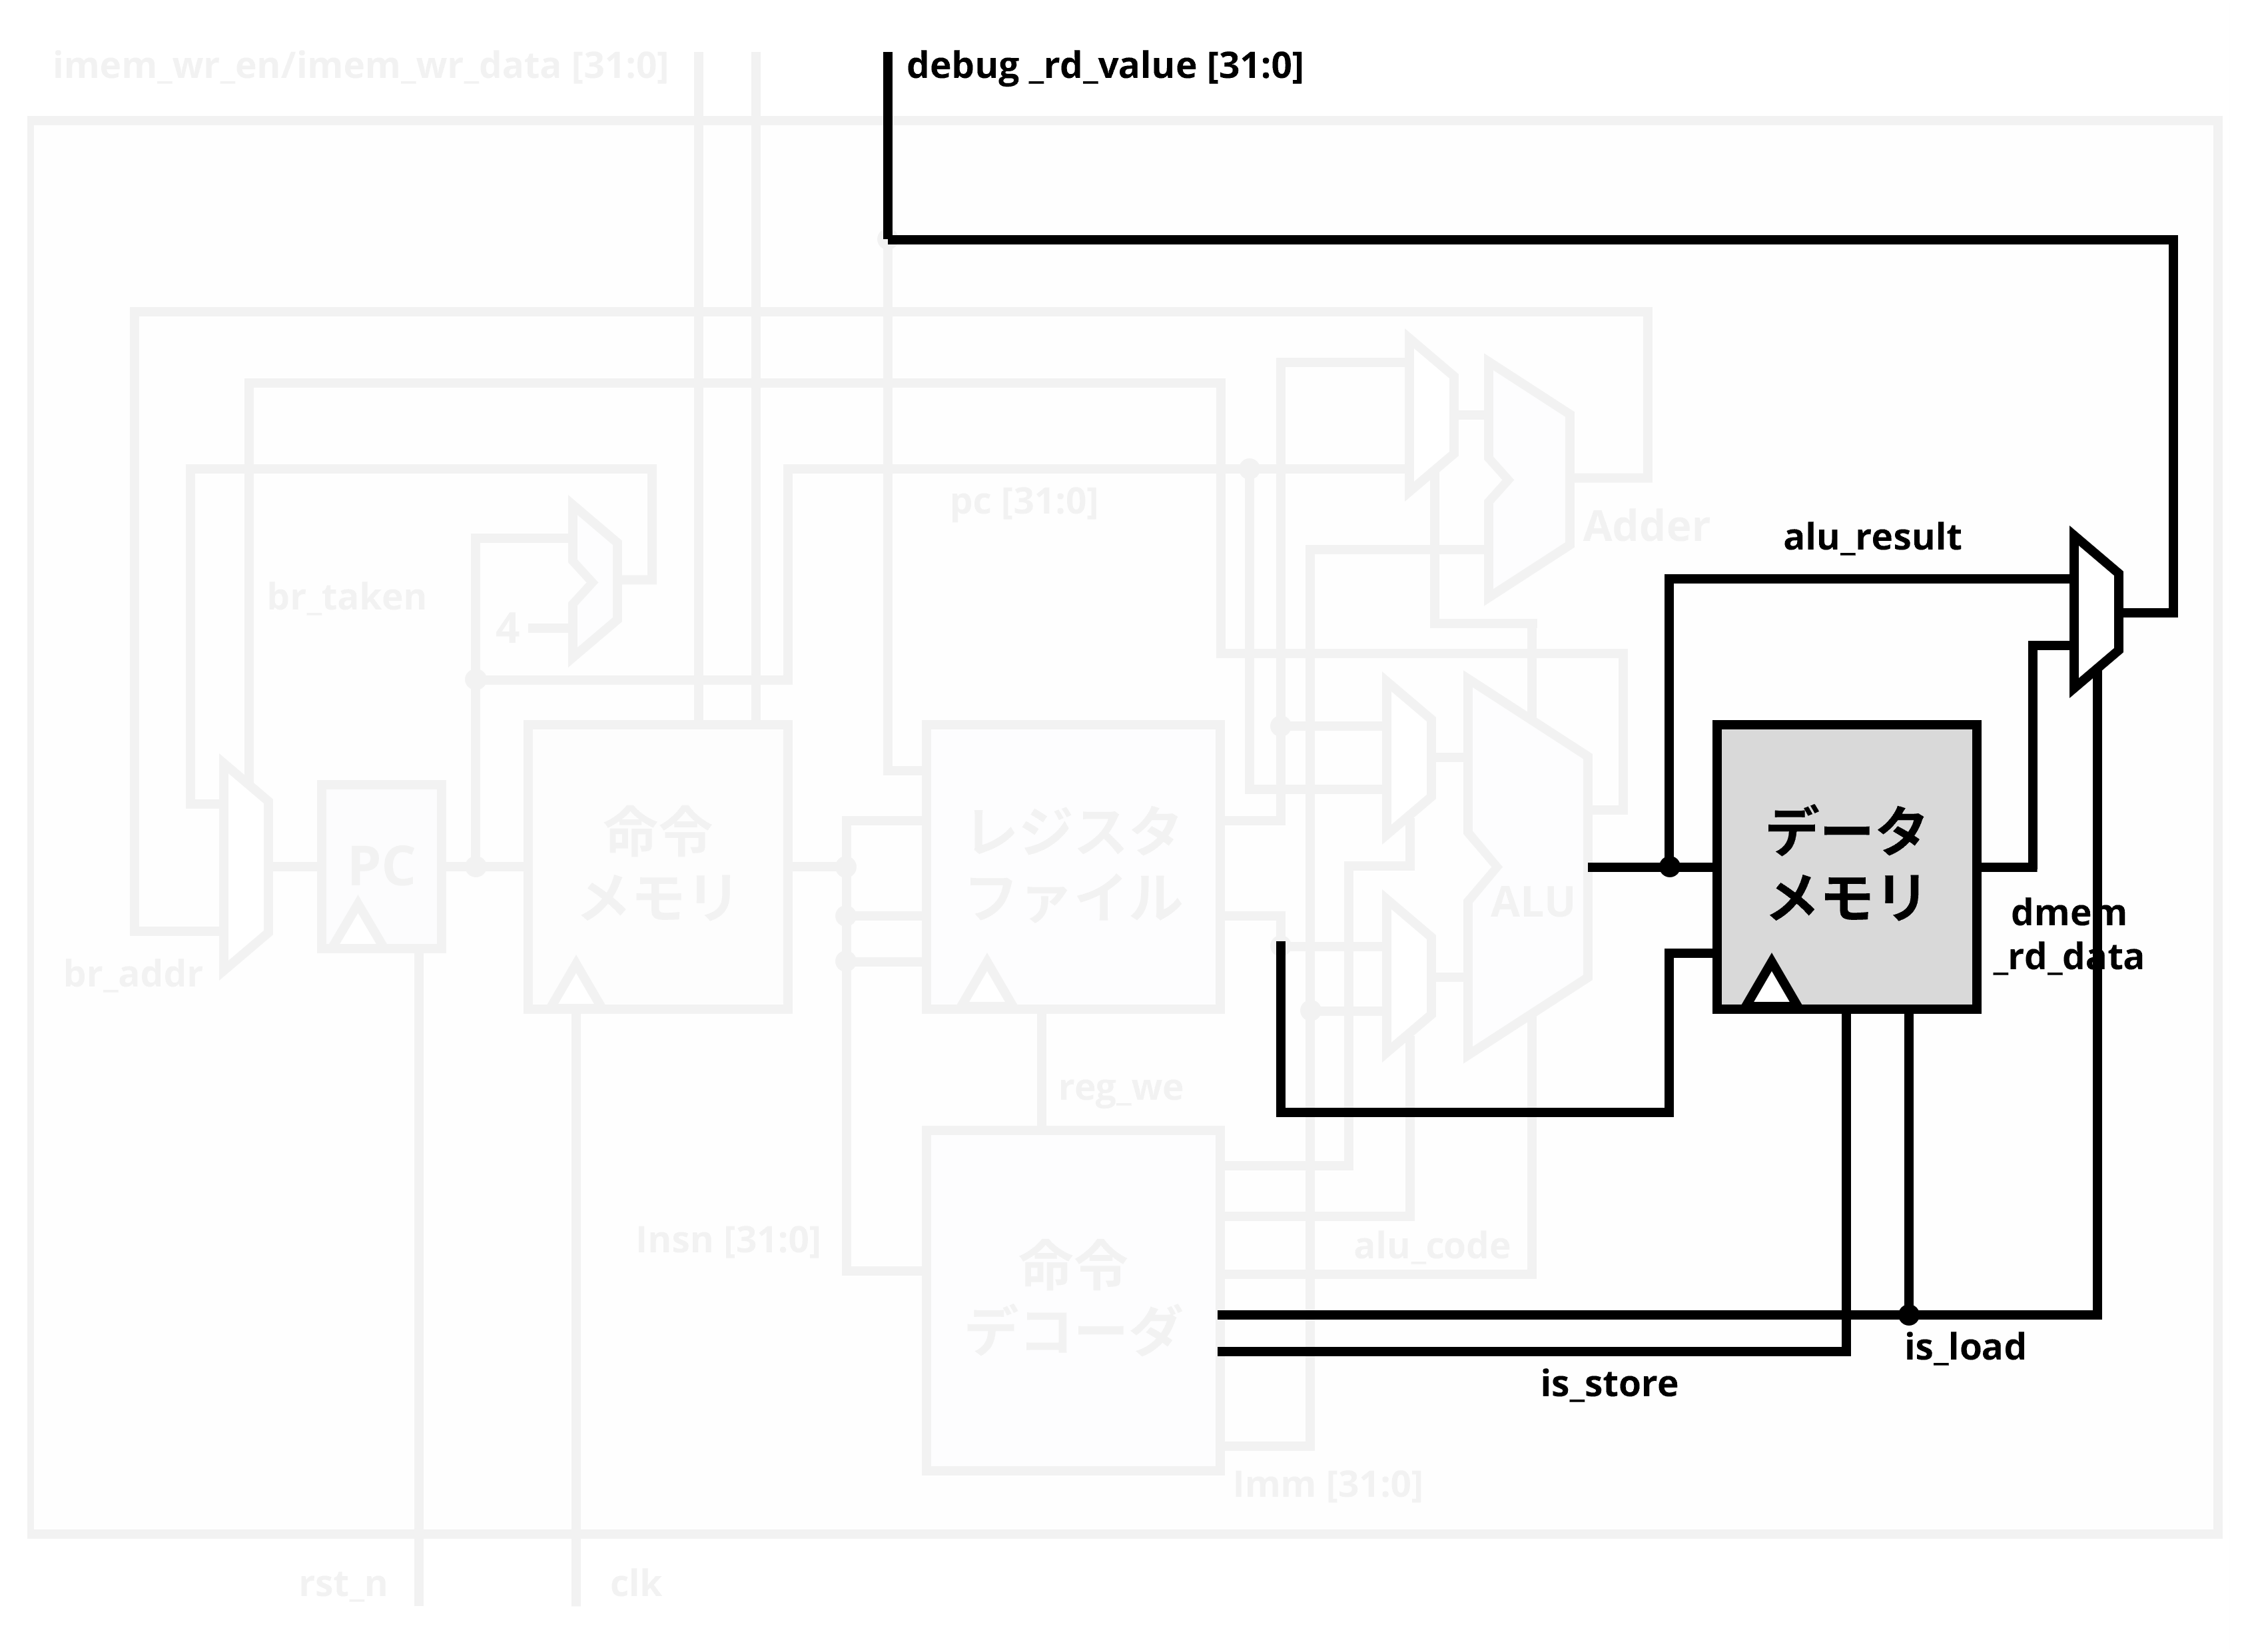 imem_wr_en/imem_wr_data [31:0]
debug _rd_value [31:0]
pc [31:0]
Adder
alu_result
br_taken
4
命令
メモリ
レジスタ
ファイル
データ
メモリ
PC
ALU
dmem
_rd_data
br_addr
reg_we
Insn [31:0]
alu_code
命令
デコーダ
is_load
is_store
Imm [31:0]
rst_n
clk